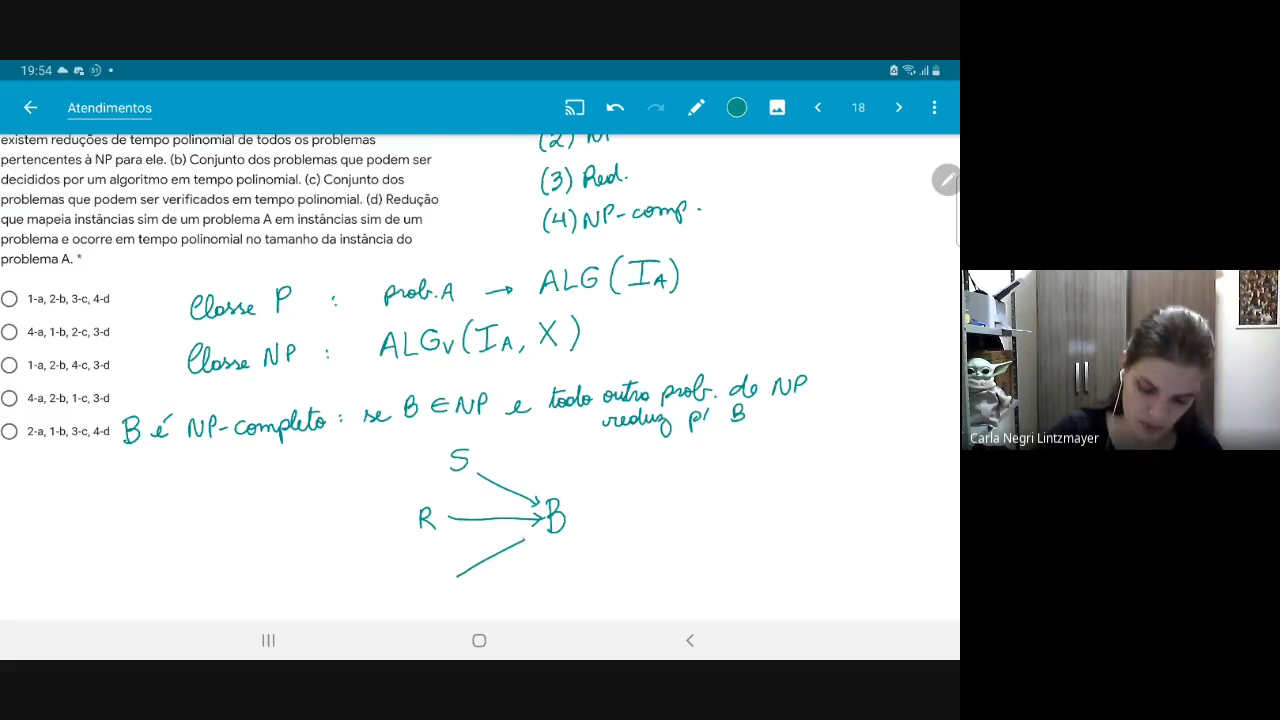 19:54
Atendimentos
18
existem reduções de tempo polinomial de todos os problemas
pertencentes à NP para ele. (b) Conjunto dos problemas que podem ser
decididos por um algoritmo em tempo polinomial. (c) Conjunto dos
problemas que podem ser verificados em tempo polinomial. (d) Redução
que mapeia instâncias sim de um problema A em instâncias sim de um
problema e ocorre em tempo polinomial no tamanho da instância do
problema A. *
(2) NP
(3) Red.
(4) NP-comp.
1-a, 2-b, 3-c, 4-d
4-a, 1-b, 2-c, 3-d
1-a, 2-b, 4-c, 3-d
4-a, 2-b, 1-c, 3-d
2-a, 1-b, 3-c, 4-d
Classe P : prob. A → ALG (IA)
Classe NP : ALGv (IA, X)
B é NP-completo: se B ∈ NP e todo outro prob. de NP
reduz p/ B
S
R B
Carla Negri Lintzmayer